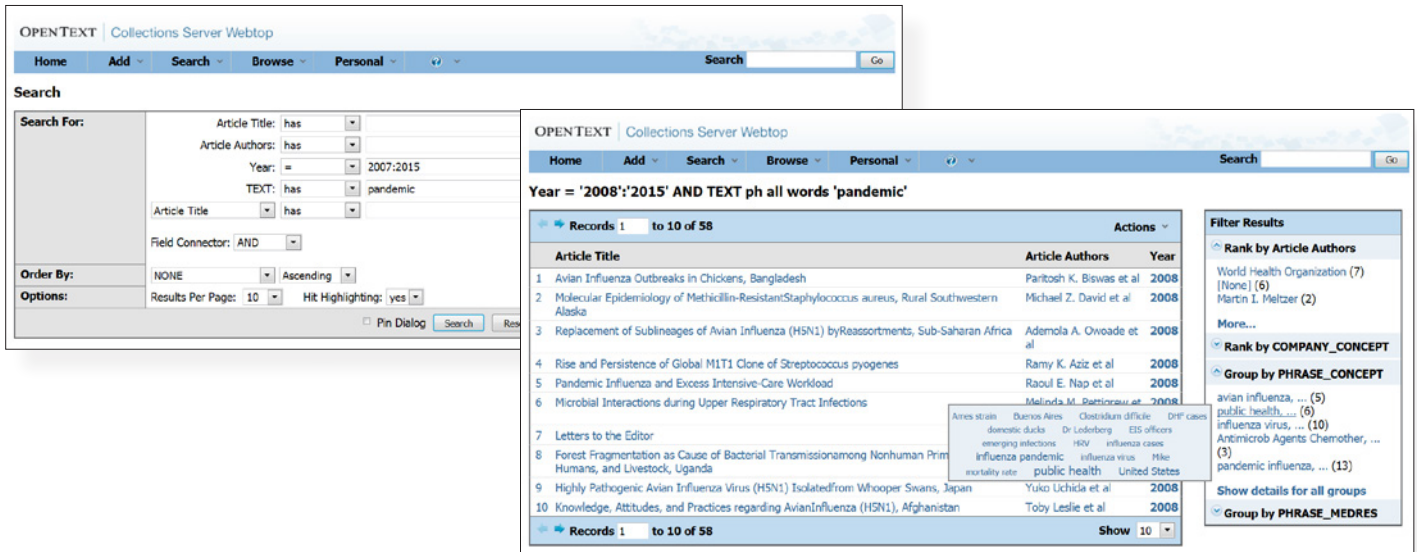 OPENTEXT | Collections Server Webtop
Home Add Search Browse Personal Search Go
Search
Search For:
Article Title: has
Article Authors: has
Year: = 2007:2015
TEXT: has pandemic
Article Title has
Field Connector: AND
Order By: NONE Ascending
Options: Results Per Page: 10 Hit Highlighting: yes
Pin Dialog Search
OPENTEXT | Collections Server Webtop
Home Add Search Browse Personal Search Go
Year = '2008':'2015' AND TEXT ph all words 'pandemic'
Records 1 to 10 of 58 Actions
Article Title Article Authors Year
1 Avian Influenza Outbreaks in Chickens, Bangladesh Paritosh K. Biswas et al 2008
2 Molecular Epidemiology of Methicillin-ResistantStaphylococcus aureus, Rural Southwestern Michael Z. David et al 2008
Alaska
3 Replacement of Sublineages of Avian Influenza (H5N1) byReassortments, Sub-Saharan Africa Ademola A. Owoade et 2008
al
4 Rise and Persistence of Global M1T1 Clone of Streptococcus pyogenes Ramy K. Aziz et al 2008
5 Pandemic Influenza and Excess Intensive-Care Workload Raoul E. Nap et al 2008
6 Microbial Interactions during Upper Respiratory Tract Infections Melinda M. Pettigrew et 2008
7 Letters to the Editor
8 Forest Fragmentation as Cause of Bacterial Transmissionamong Nonhuman Prim
Humans, and Livestock, Uganda
9 Highly Pathogenic Avian Influenza Virus (H5N1) Isolatedfrom Whooper Swans, Japan Yuko Uchida et al 2008
10 Knowledge, Attitudes, and Practices regarding AvianInfluenza (H5N1), Afghanistan Toby Leslie et al 2008
Records 1 to 10 of 58 Show 10
Ames strain Buenos Aires Clostridium difficile DHF cases
domestic ducks Dr Lederberg EIS officers
emerging infections HRV influenza cases
influenza pandemic influenza virus Mike
mortality rate public health United States
Filter Results
Rank by Article Authors
World Health Organization (7)
[None] (6)
Martin I. Meltzer (2)
More...
Rank by COMPANY_CONCEPT
Group by PHRASE_CONCEPT
avian influenza, ... (5)
public health, ... (6)
influenza virus, ... (10)
Antimicrob Agents Chemother, ...
(3)
pandemic influenza, ... (13)
Show details for all groups
Group by PHRASE_MEDRES